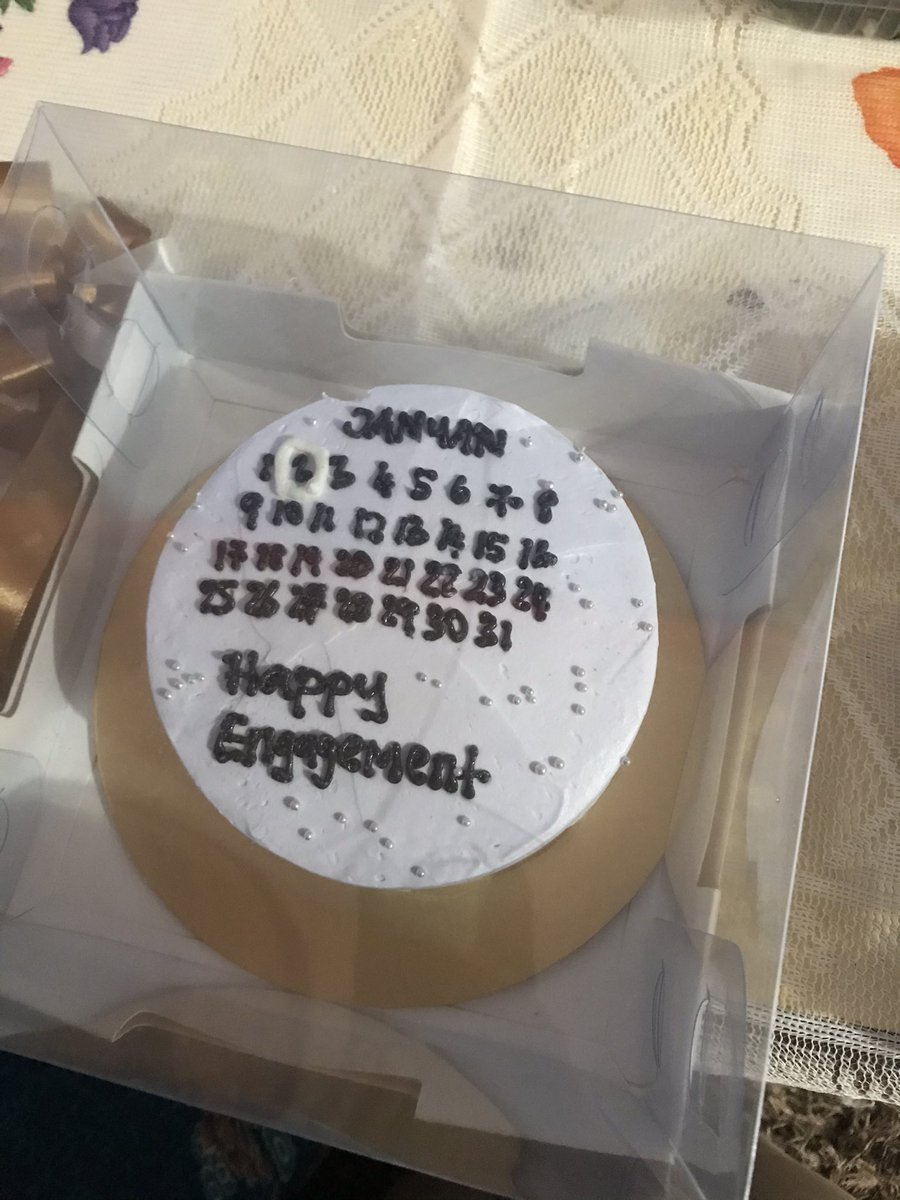 JANUARI
1 2 3 4 5 6 7 8
9 10 11 12 13 14 15 16
17 18 19 20 21 22 23 24
25 26 27 28 29 30 31
Happy
Engagement